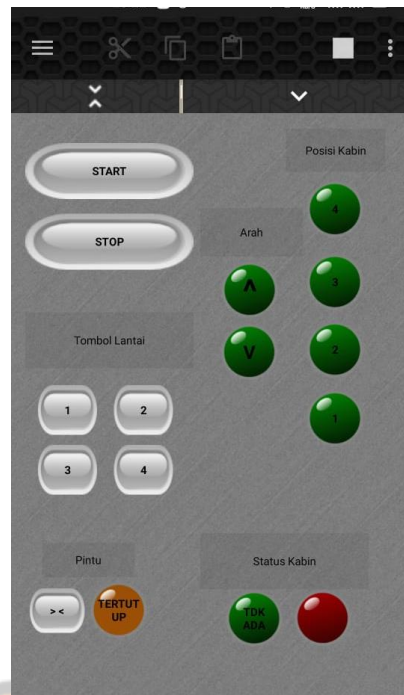 START
STOP
Posisi Kabin
4
Arah
^
3
V
2
Tombol Lantai
1
1 2
3 4
Pintu
Status Kabin
> <
TERTUT
UP
TDK
ADA